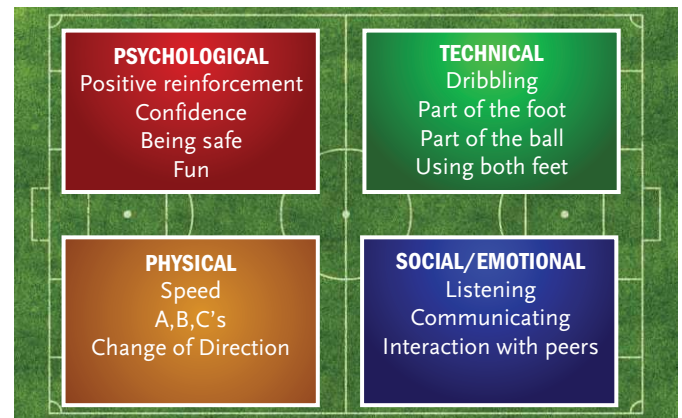 PSYCHOLOGICAL
Positive reinforcement
Confidence
Being safe
Fun
TECHNICAL
Dribbling
Part of the foot
Part of the ball
Using both feet
PHYSICAL
Speed
A,B,C's
Change of Direction
SOCIAL/EMOTIONAL
Listening
Communicating
Interaction with peers